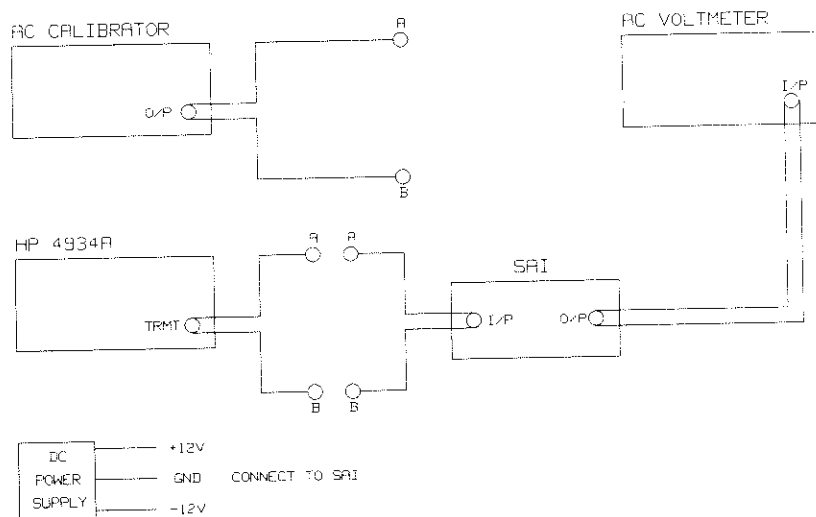 AC CALIBRATOR
O/P
A
B
AC VOLTMETER
I/P
HP 4934A
TRMT
A A
B B
SAI
I/P O/P
DC
POWER
SUPPLY
+12V
GND CONNECT TO SAI
-12V